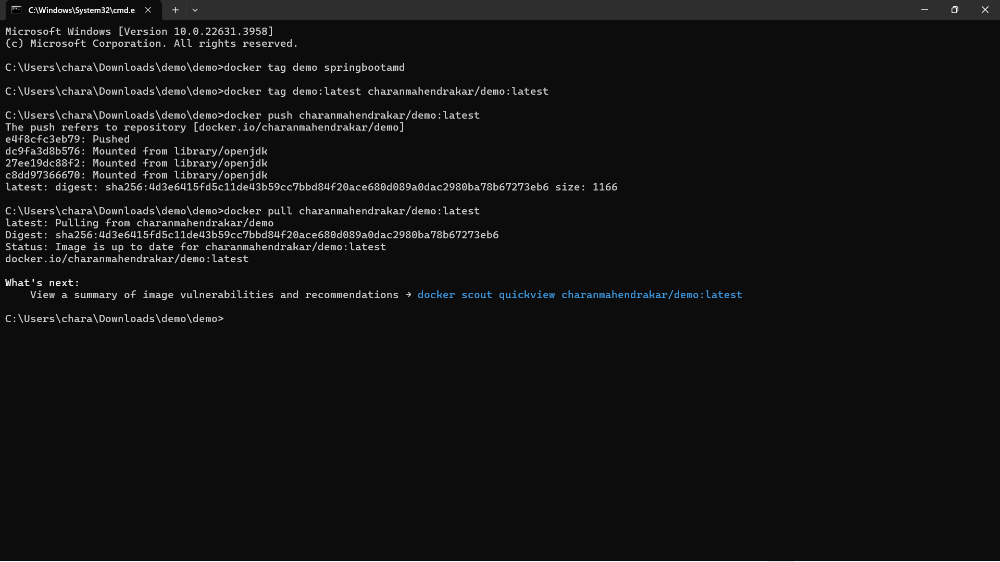 C:\Windows\System32\cmd.e
Microsoft Windows [Version 10.0.22631.3958]
(c) Microsoft Corporation. All rights reserved.
C:\Users\chara\Downloads\demo\demo>docker tag demo springbootamd
C:\Users\chara\Downloads\demo\demo>docker tag demo:latest charanmahendrakar/demo:latest
C:\Users\chara\Downloads\demo\demo>docker push charanmahendrakar/demo:latest
The push refers to repository [docker.io/charanmahendrakar/demo]
e4f8cfc3eb79: Pushed
dc9fa3d8b576: Mounted from library/openjdk
27ee19dc88f2: Mounted from library/openjdk
c8dd97366670: Mounted from library/openjdk
latest: digest: sha256:4d3e6415fd5c11de43b59cc7bbd84f20ace680d089a0dac2980ba78b67273eb6 size: 1166
C:\Users\chara\Downloads\demo\demo>docker pull charanmahendrakar/demo:latest
latest: Pulling from charanmahendrakar/demo
Digest: sha256:4d3e6415fd5c11de43b59cc7bbd84f20ace680d089a0dac2980ba78b67273eb6
Status: Image is up to date for charanmahendrakar/demo:latest
docker.io/charanmahendrakar/demo:latest
What's next:
View a summary of image vulnerabilities and recommendations → docker scout quickview charanmahendrakar/demo:latest
C:\Users\chara\Downloads\demo\demo>